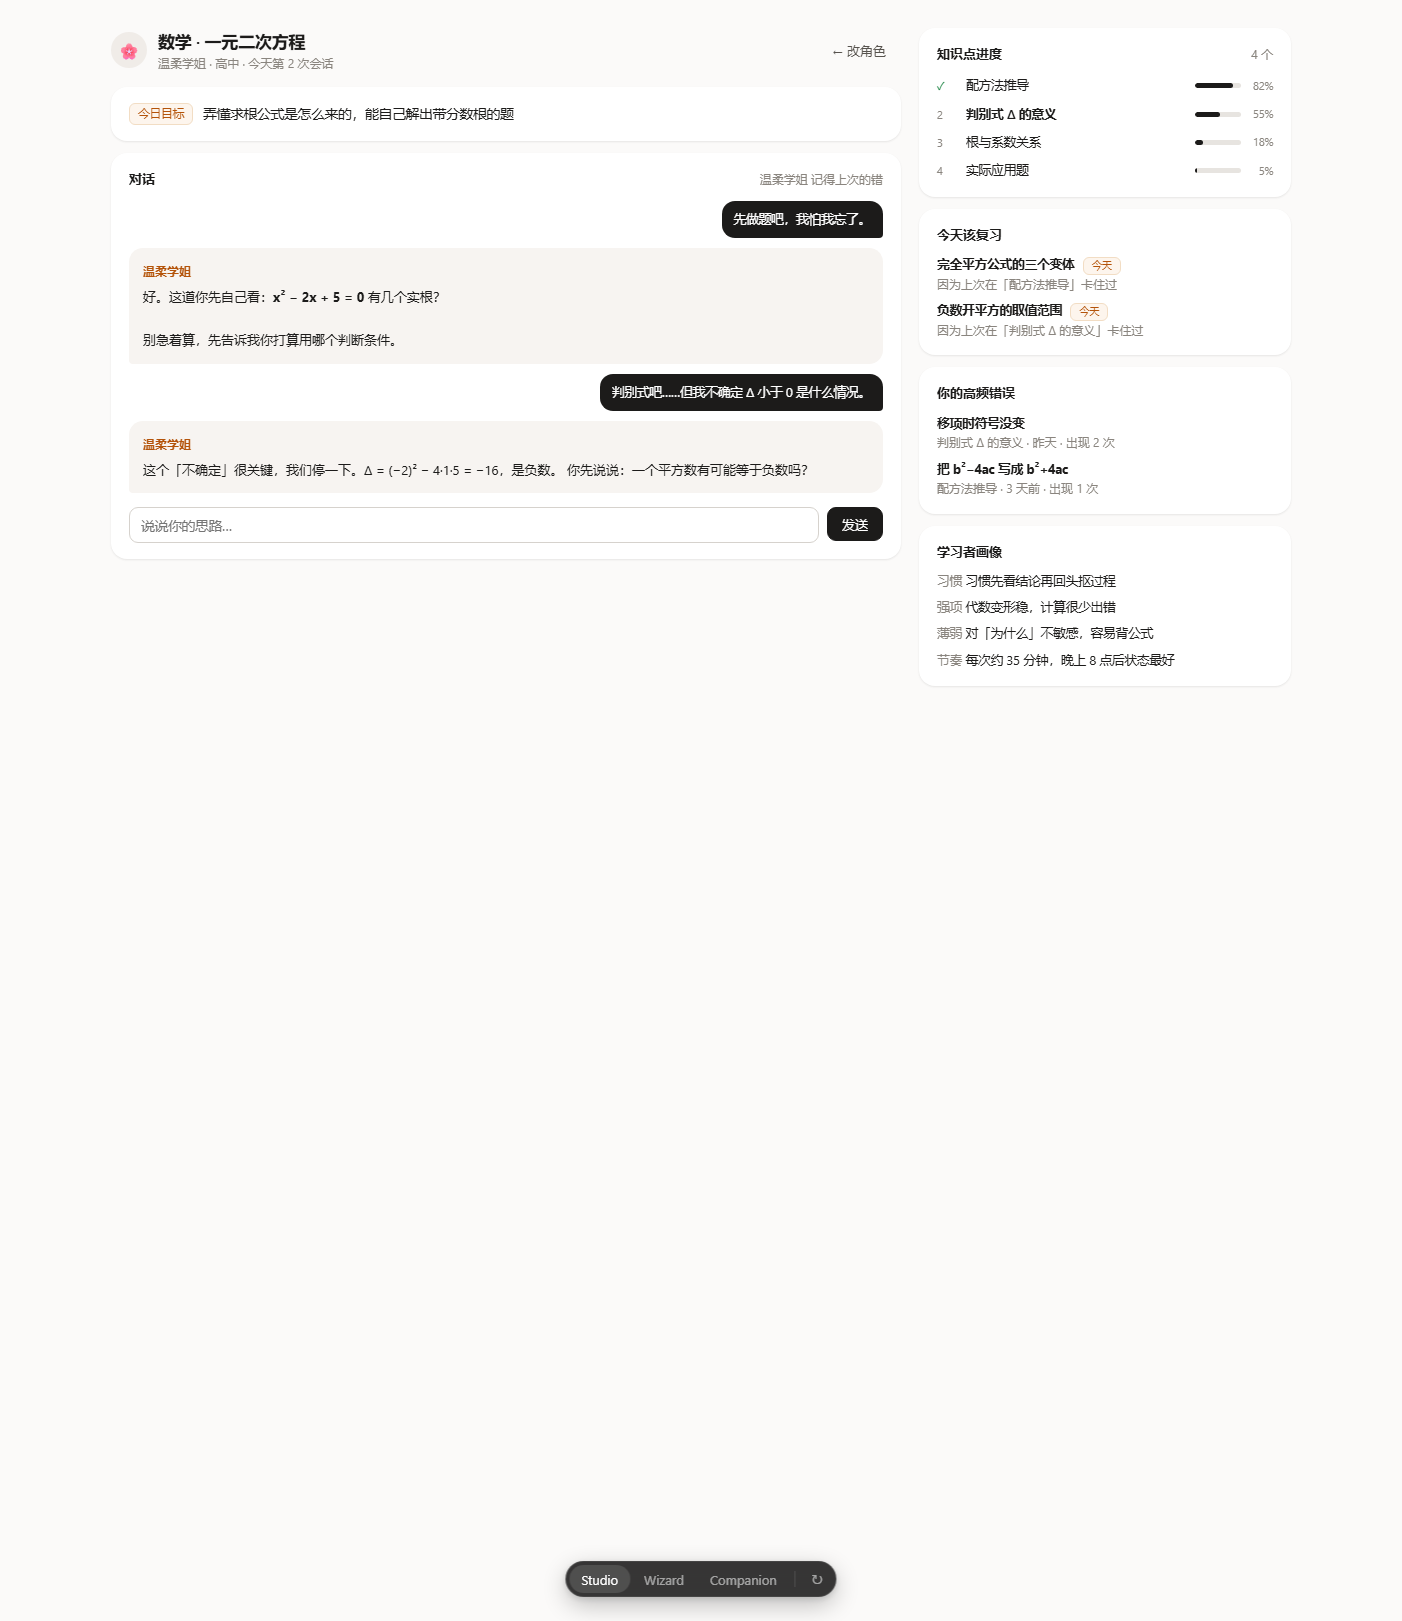 数学 · 一元二次方程
温柔学姐 · 高中 · 今天第 2 次会话
← 改角色
今日目标 弄懂求根公式是怎么来的，能自己解出带分数根的题
对话
温柔学姐 记得上次的错
先做题吧，我怕我忘了。
温柔学姐
好。这道你先自己看：x² − 2x + 5 = 0 有几个实根？
别急着算，先告诉我你打算用哪个判断条件。
判别式吧……但我不确定 Δ 小于 0 是什么情况。
温柔学姐
这个「不确定」很关键，我们停一下。Δ = (−2)² − 4·1·5 = −16，是负数。 你先说说：一个平方数有可能等于负数吗？
说说你的思路…
发送
知识点进度
4 个
✓ 配方法推导 82%
2 判别式 Δ 的意义 55%
3 根与系数关系 18%
4 实际应用题 5%
今天该复习
完全平方公式的三个变体 今天
因为上次在「配方法推导」卡住过
负数开平方的取值范围 今天
因为上次在「判别式 Δ 的意义」卡住过
你的高频错误
移项时符号没变
判别式 Δ 的意义 · 昨天 · 出现 2 次
把 b²−4ac 写成 b²+4ac
配方法推导 · 3 天前 · 出现 1 次
学习者画像
习惯 习惯先看结论再回头抠过程
强项 代数变形稳，计算很少出错
薄弱 对「为什么」不敏感，容易背公式
节奏 每次约 35 分钟，晚上 8 点后状态最好
Studio Wizard Companion ↻